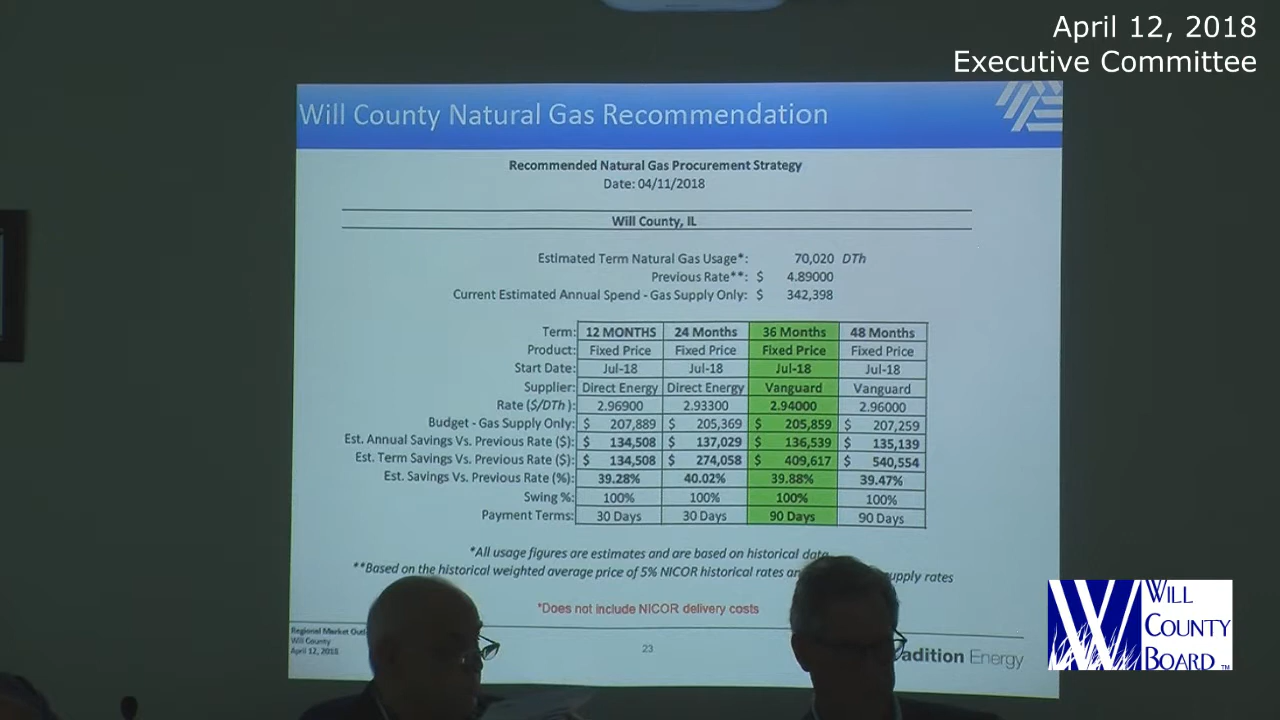 April 12, 2018
Executive Committee
Will County Natural Gas Recommendation
Recommended Natural Gas Procurement Strategy
Date: 04/11/2018
Will County, IL
Estimated Term Natural Gas Usage*: 70,020 DTh
Previous Rate**: $ 4.89000
Current Estimated Annual Spend - Gas Supply Only: $ 342,398
Term: 12 MONTHS 24 Months 36 Months 48 Months
Product: Fixed Price Fixed Price Fixed Price Fixed Price
Start Date: Jul-18 Jul-18 Jul-18 Jul-18
Supplier: Direct Energy Direct Energy Vanguard Vanguard
Rate ($/DTh): 2.96900 2.93300 2.94000 2.96000
Budget - Gas Supply Only: $ 207,889 $ 205,369 $ 205,859 $ 207,259
Est. Annual Savings Vs. Previous Rate ($): $ 134,508 $ 137,029 $ 136,539 $ 135,139
Est. Term Savings Vs. Previous Rate ($): $ 134,508 $ 274,058 $ 409,617 $ 540,554
Est. Savings Vs. Previous Rate (%): 39.28% 40.02% 39.88% 39.47%
Swing %: 100% 100% 100% 100%
Payment Terms: 30 Days 30 Days 90 Days 90 Days
*All usage figures are estimates and are based on historical data
**Based on the historical weighted average price of 5% NICOR historical rates supply rates
*Does not include NICOR delivery costs
Regional Market
Will County
April 12, 2018
23
Energy
WILL
COUNTY
BOARD TM